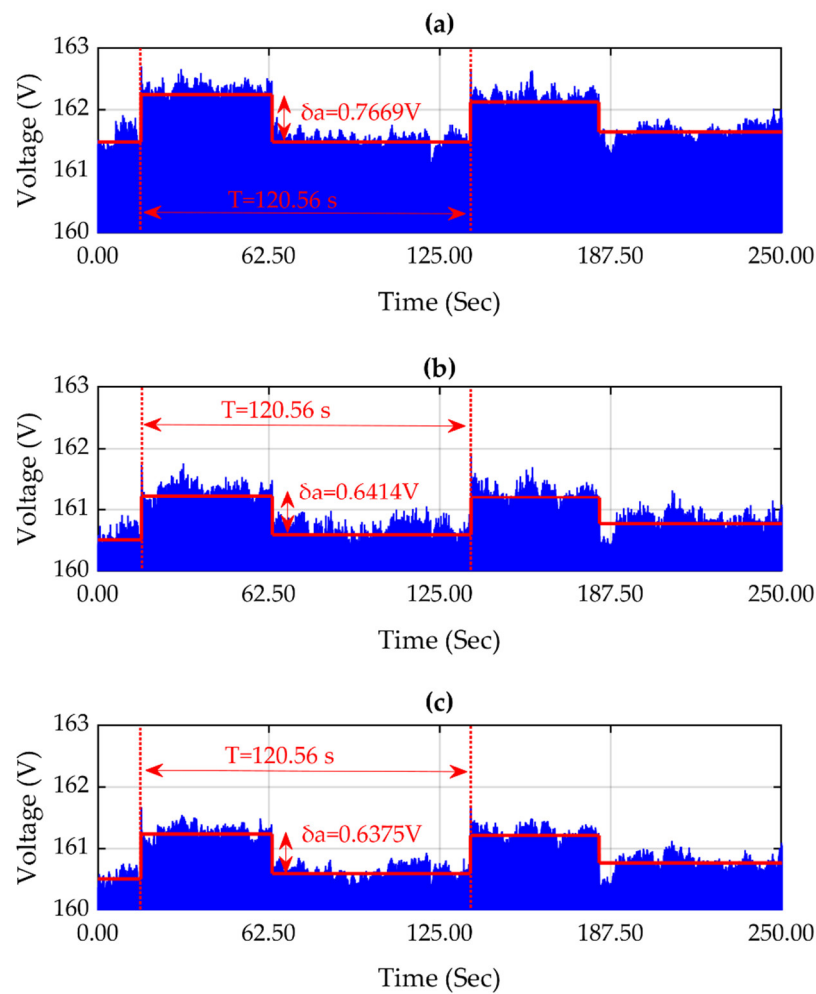 (a)
163
162
161
160
Voltage (V)
δa=0.7669V
T=120.56 s
0.00 62.50 125.00 187.50 250.00
Time (Sec)
(b)
163
162
161
160
Voltage (V)
T=120.56 s
δa=0.6414V
0.00 62.50 125.00 187.50 250.00
Time (Sec)
(c)
163
162
161
160
Voltage (V)
T=120.56 s
δa=0.6375V
0.00 62.50 125.00 187.50 250.00
Time (Sec)